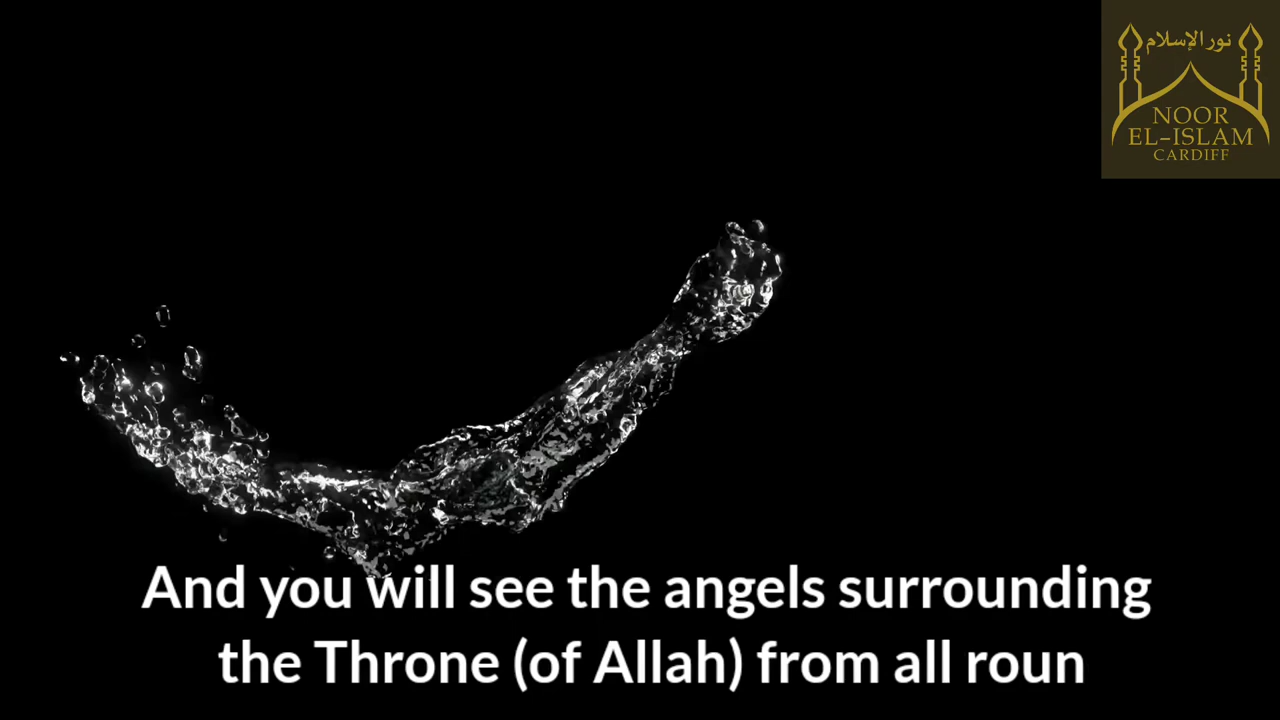 نور الإسلام
NOOR
EL-ISLAM
CARDIFF
And you will see the angels surrounding
the Throne (of Allah) from all roun